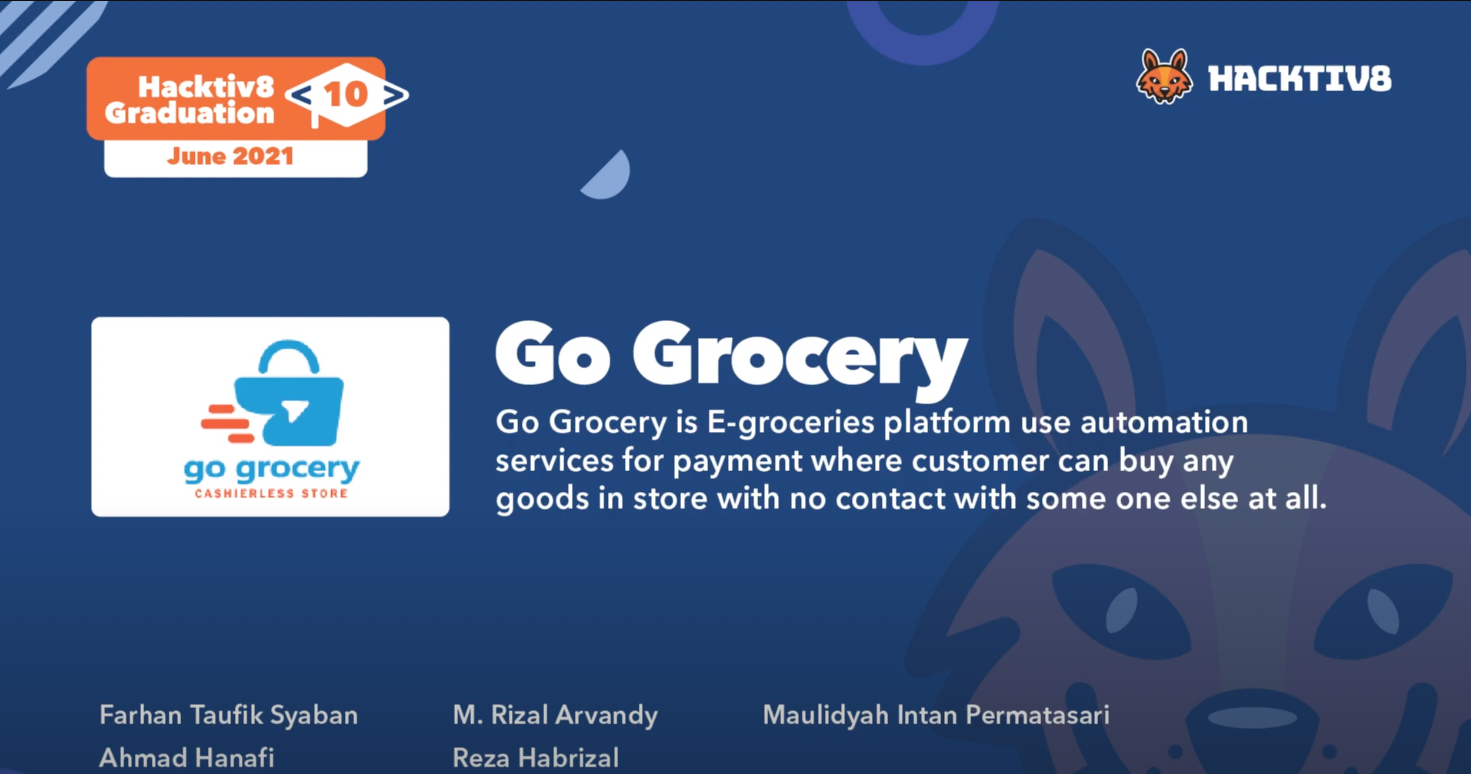 Hacktiv8
Graduation
<10>
June 2021
HACKTIV8
go grocery
CASHIERLESS STORE
Go Grocery
Go Grocery is E-groceries platform use automation
services for payment where customer can buy any
goods in store with no contact with some one else at all.
Farhan Taufik Syaban
M. Rizal Arvandy
Maulidyah Intan Permatasari
Ahmad Hanafi
Reza Habrizal